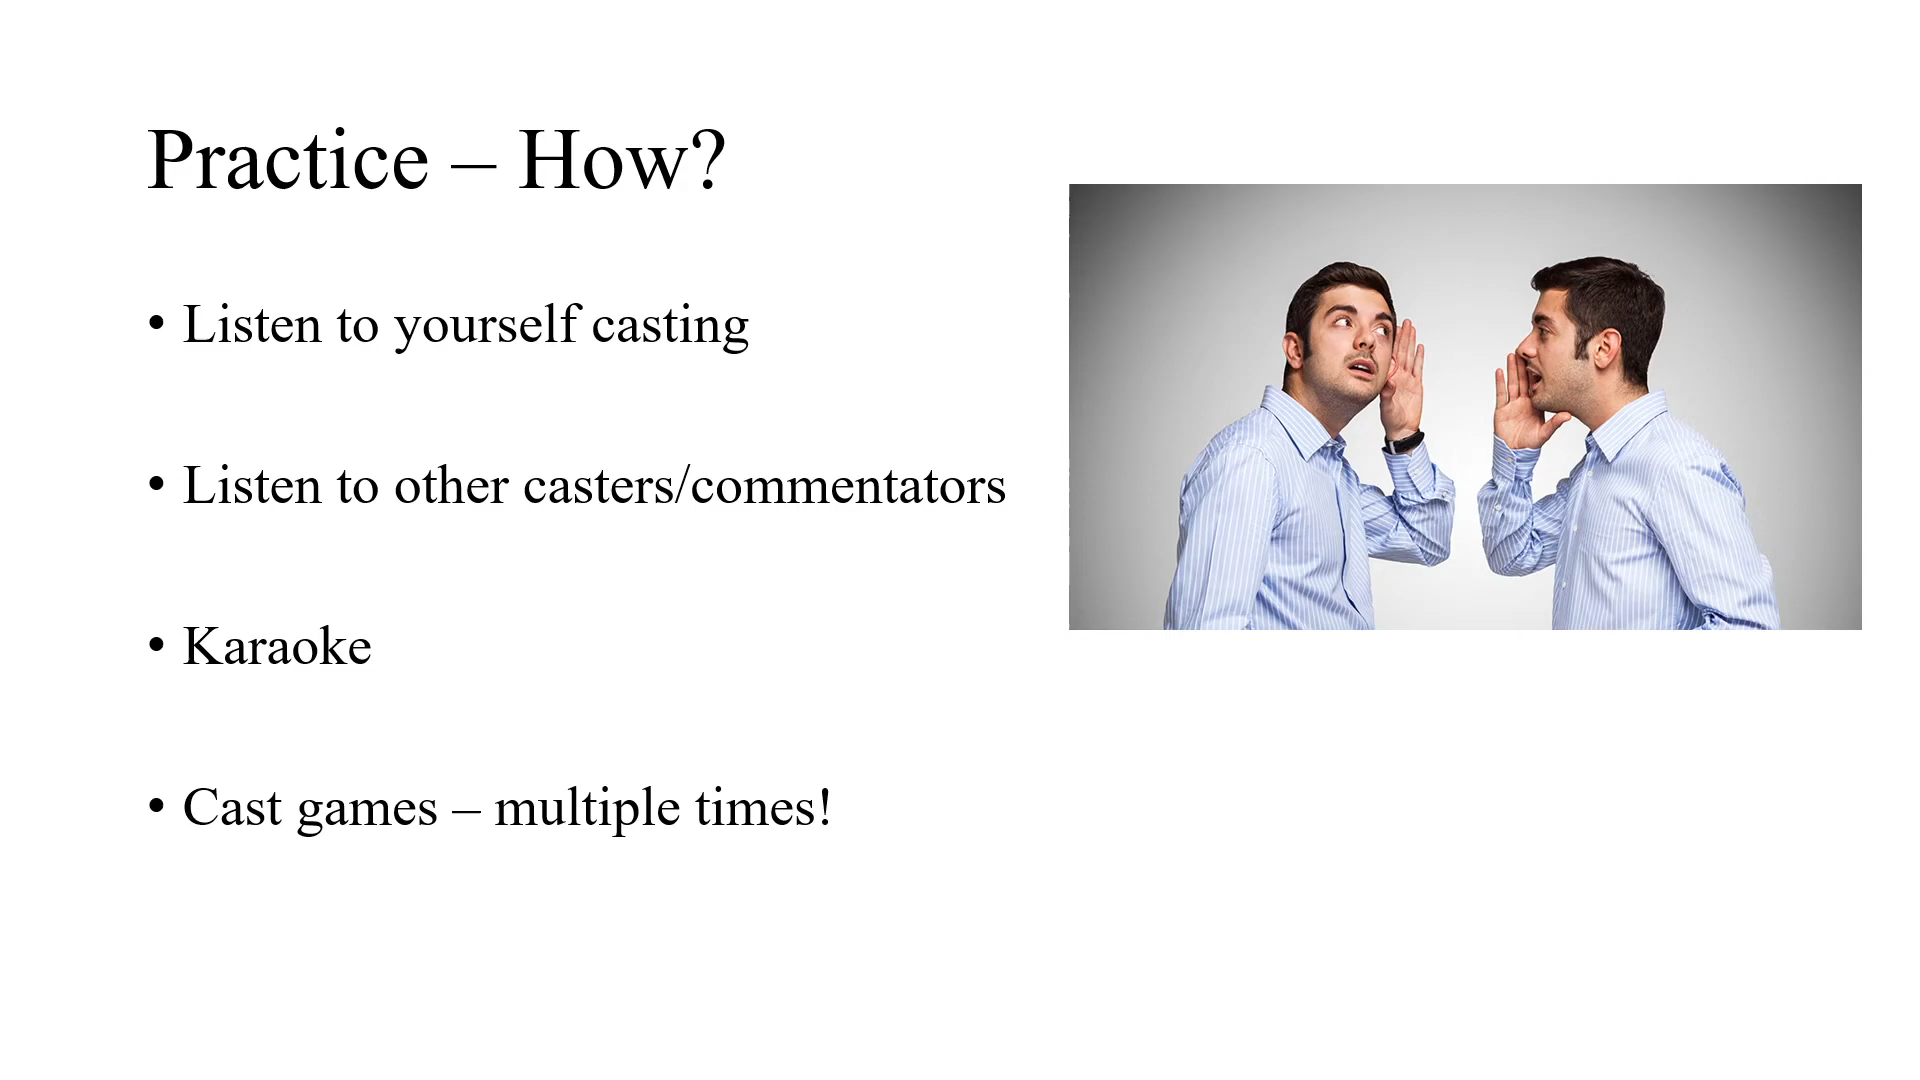 Practice – How?
• Listen to yourself casting
• Listen to other casters/commentators
• Karaoke
• Cast games – multiple times!